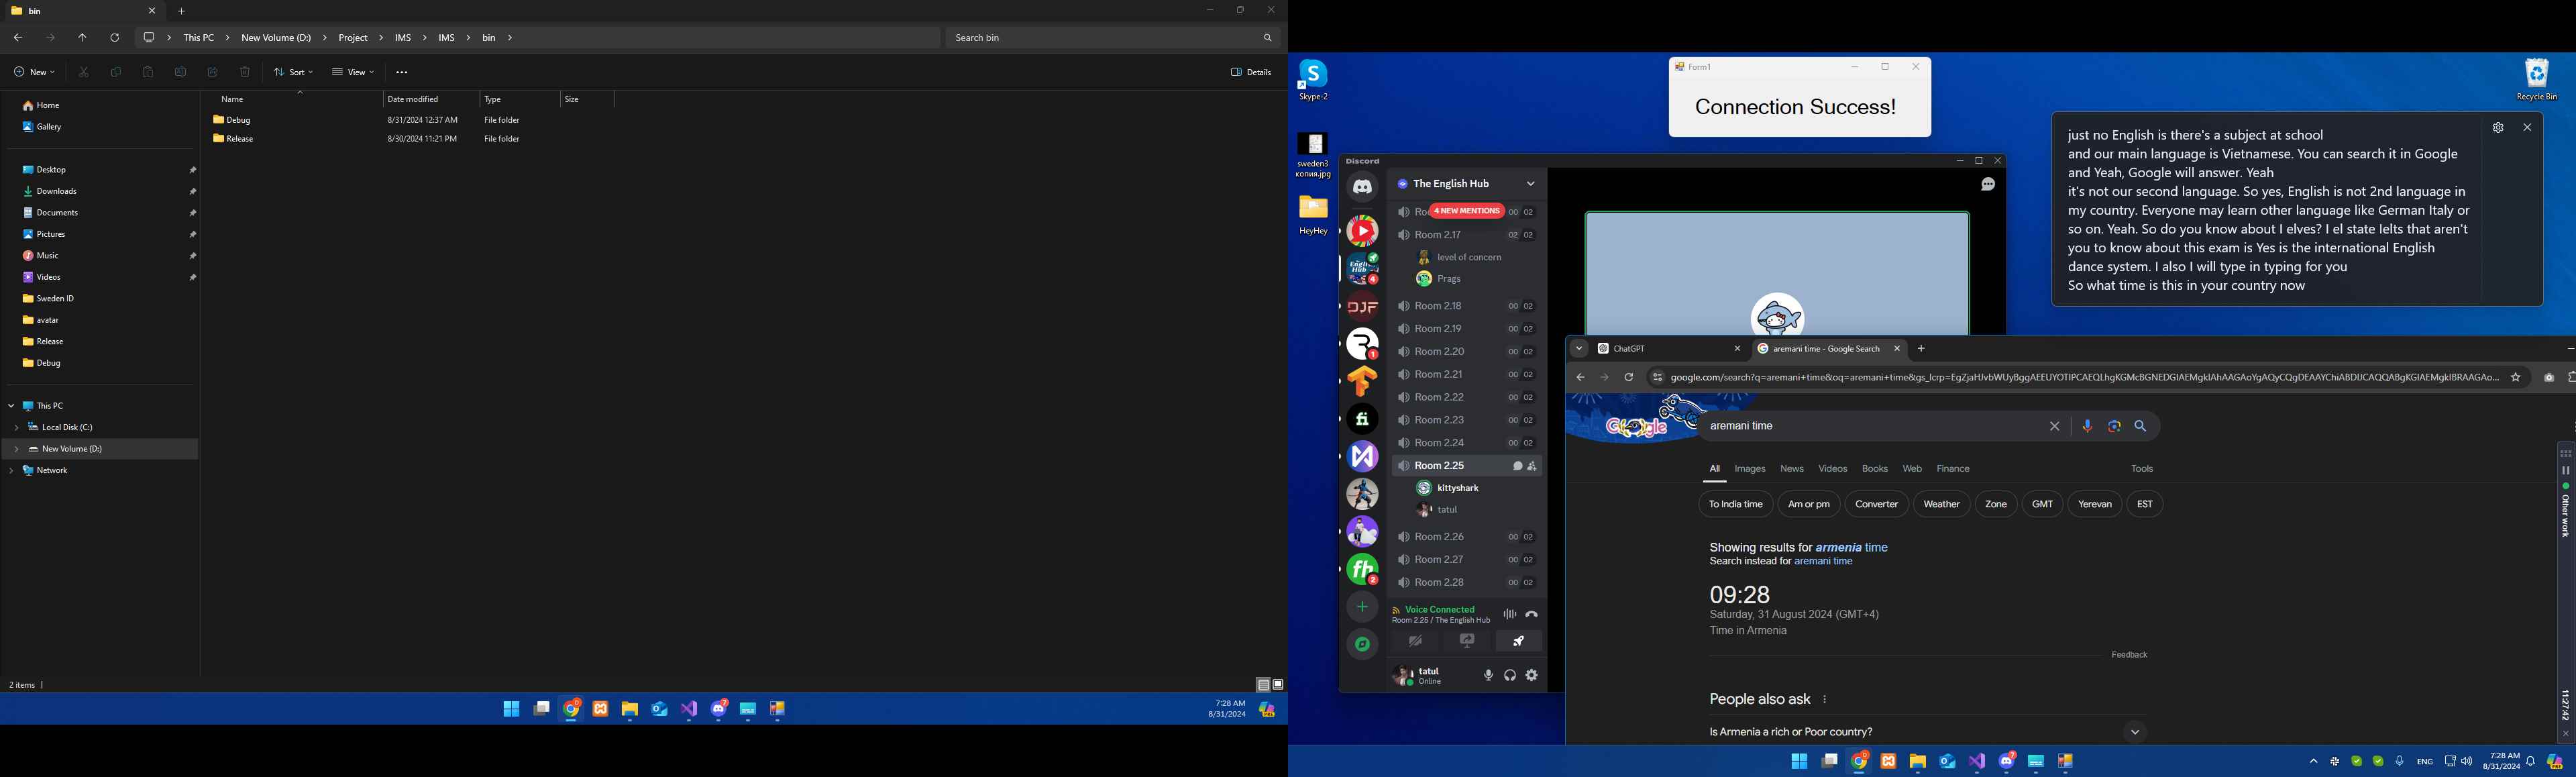 bin
This PC > New Volume (D:) > Project > IMS > IMS > bin >
Search bin
New
Sort
View
Details
Name
Date modified
Type
Size
Debug
8/31/2024 12:37 AM
File folder
Release
8/30/2024 11:21 PM
File folder
Home
Gallery
Desktop
Downloads
Documents
Pictures
Music
Videos
Sweden ID
avatar
Release
Debug
This PC
Local Disk (C:)
New Volume (D:)
Network
2 items
7:28 AM
8/31/2024
Skype-2
sweden3
копия.jpg
HeyHey
Recycle Bin
Form1
Connection Success!
just no English is there's a subject at school
and our main language is Vietnamese. You can search it in Google
and Yeah, Google will answer. Yeah
it's not our second language. So yes, English is not 2nd language in
my country. Everyone may learn other language like German Italy or
so on. Yeah. So do you know about I elves? I el state Ielts that aren't
you to know about this exam is Yes is the international English
dance system. I also I will type in typing for you
So what time is this in your country now
Discord
The English Hub
4 NEW MENTIONS
00 02
Room 2.17 02 02
level of concern
Prags
Room 2.18 00 02
Room 2.19 00 02
Room 2.20 00 02
Room 2.21 00 02
Room 2.22 00 02
Room 2.23 00 02
Room 2.24 00 02
Room 2.25
kittyshark
tatul
Room 2.26 00 02
Room 2.27 00 02
Room 2.28 00 02
Voice Connected
Room 2.25 / The English Hub
tatul
Online
ChatGPT
aremani time - Google Search
aremani time
All
Images
News
Videos
Books
Web
Finance
Tools
To India time
Am or pm
Converter
Weather
Zone
GMT
Yerevan
EST
Showing results for armenia time
Search instead for aremani time
09:28
Saturday, 31 August 2024 (GMT+4)
Time in Armenia
Feedback
People also ask
Is Armenia a rich or Poor country?
Other work
11:27:42
ENG
7:28 AM
8/31/2024